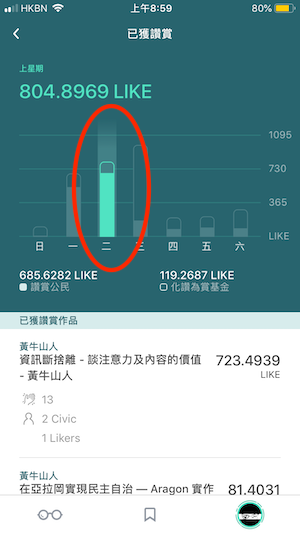 HKBN 上午8:59 80%
已獲讚賞
上星期
804.8969 LIKE
1095
730
365
LIKE
日 一 二 三 四 五 六
685.6282 LIKE 119.2687 LIKE
讚賞公民 化讚為賞基金
已獲讚賞作品
黃牛山人
資訊斷捨離 - 談注意力及內容的價值 723.4939
- 黃牛山人 LIKE
13
2 Civic
1 Likers
黃牛山人
在亞拉岡實現民主自治 — Aragon 實作 81.4031